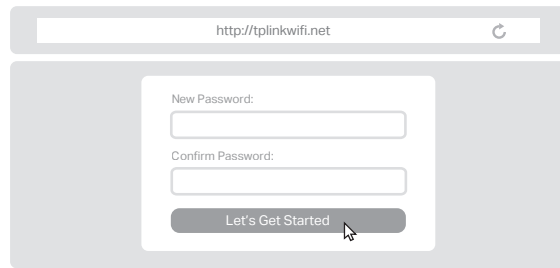 http://tplinkwifi.net
New Password:
Confirm Password:
Let's Get Started